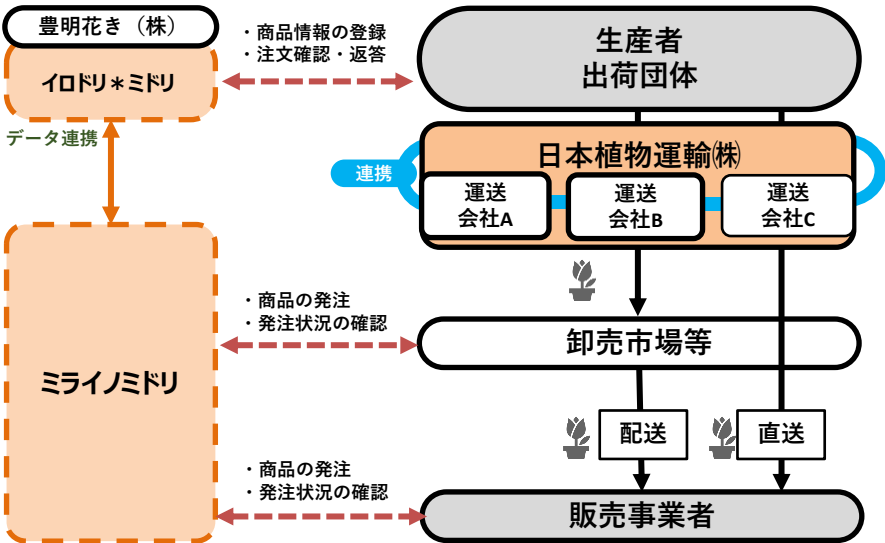 豊明花き（株）
イロドリ＊ミドリ
データ連携
ミライノミドリ
・商品情報の登録
・注文確認・返答
生産者
出荷団体
日本植物運輸㈱
連携
運送
会社A
運送
会社B
運送
会社C
・商品の発注
・発注状況の確認
卸売市場等
配送
直送
・商品の発注
・発注状況の確認
販売事業者